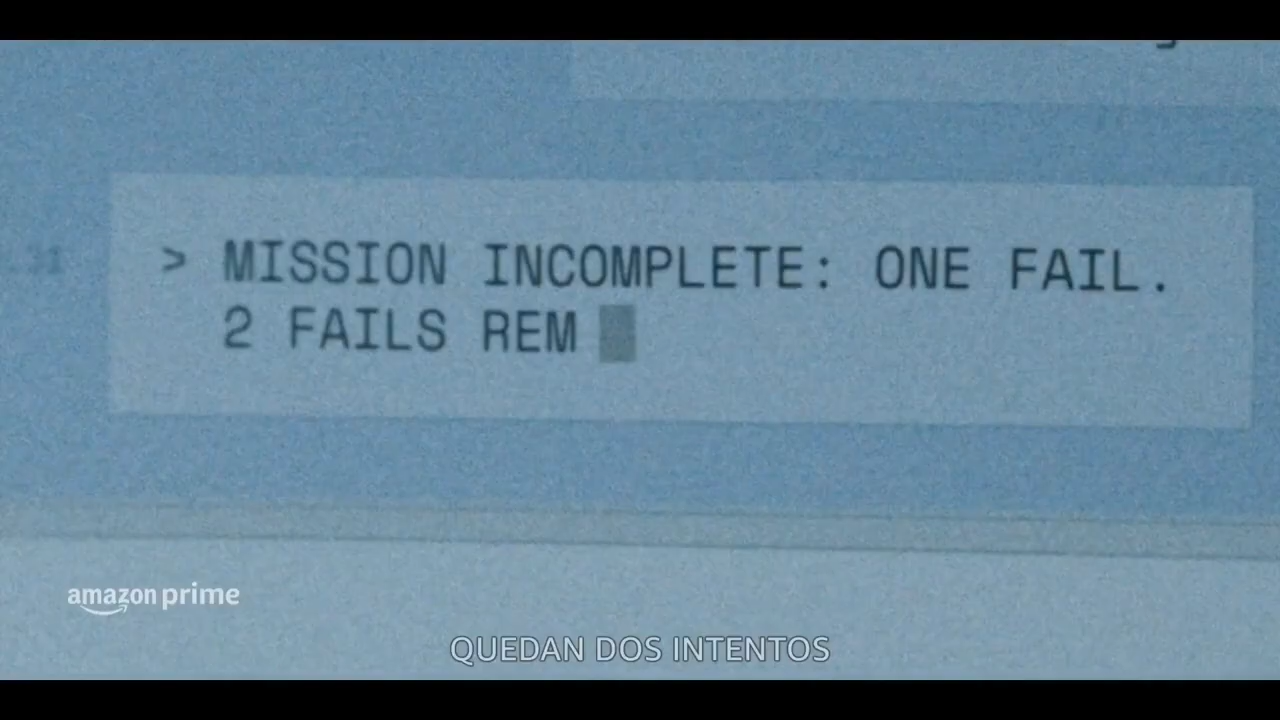 > MISSION INCOMPLETE: ONE FAIL.
2 FAILS REM
amazon prime
QUEDAN DOS INTENTOS